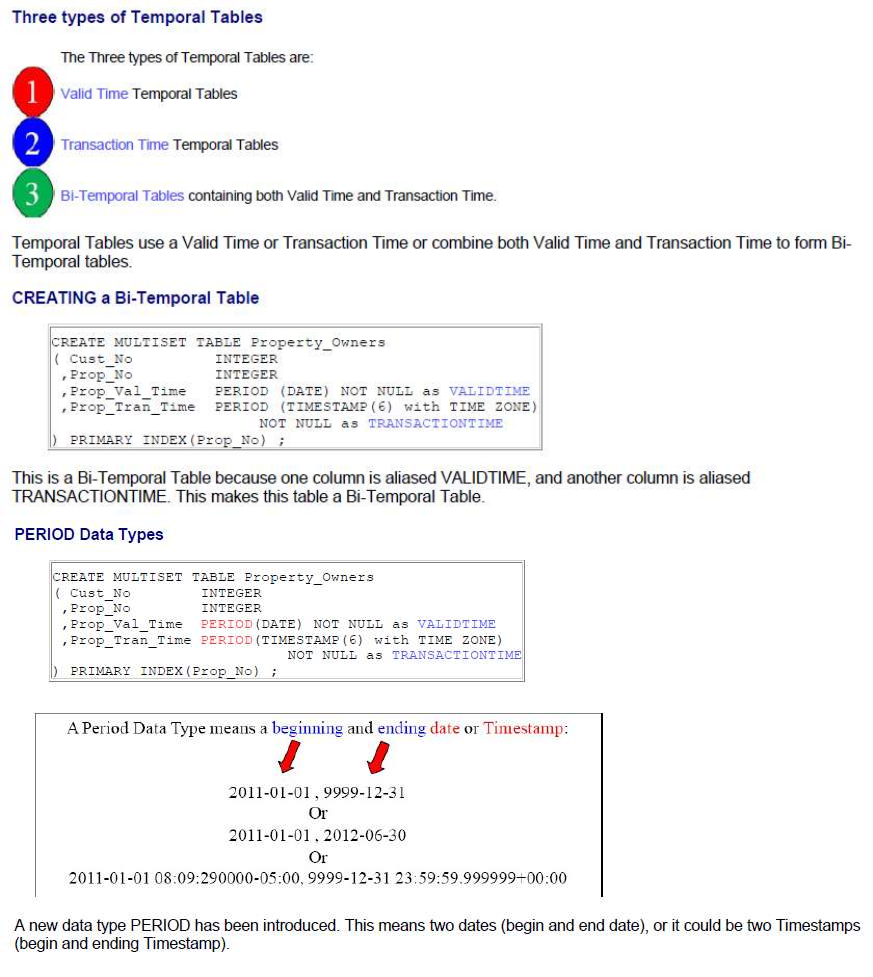 Three types of Temporal Tables
The Three types of Temporal Tables are:
1 Valid Time Temporal Tables
2 Transaction Time Temporal Tables
3 Bi-Temporal Tables containing both Valid Time and Transaction Time.
Temporal Tables use a Valid Time or Transaction Time or combine both Valid Time and Transaction Time to form Bi-
Temporal tables.
CREATING a Bi-Temporal Table
CREATE MULTISET TABLE Property_Owners
( Cust_No INTEGER
,Prop_No INTEGER
,Prop_Val_Time PERIOD (DATE) NOT NULL as VALIDTIME
,Prop_Tran_Time PERIOD (TIMESTAMP(6) with TIME ZONE)
NOT NULL as TRANSACTIONTIME
) PRIMARY INDEX(Prop_No) ;
This is a Bi-Temporal Table because one column is aliased VALIDTIME, and another column is aliased
TRANSACTIONTIME. This makes this table a Bi-Temporal Table.
PERIOD Data Types
CREATE MULTISET TABLE Property_Owners
( Cust_No INTEGER
,Prop_No INTEGER
,Prop_Val_Time PERIOD(DATE) NOT NULL as VALIDTIME
,Prop_Tran_Time PERIOD(TIMESTAMP(6) with TIME ZONE)
NOT NULL as TRANSACTIONTIME
) PRIMARY INDEX(Prop_No) ;
A Period Data Type means a beginning and ending date or Timestamp:
2011-01-01 , 9999-12-31
Or
2011-01-01 , 2012-06-30
Or
2011-01-01 08:09:290000-05:00, 9999-12-31 23:59:59.999999+00:00
A new data type PERIOD has been introduced. This means two dates (begin and end date), or it could be two Timestamps
(begin and ending Timestamp).